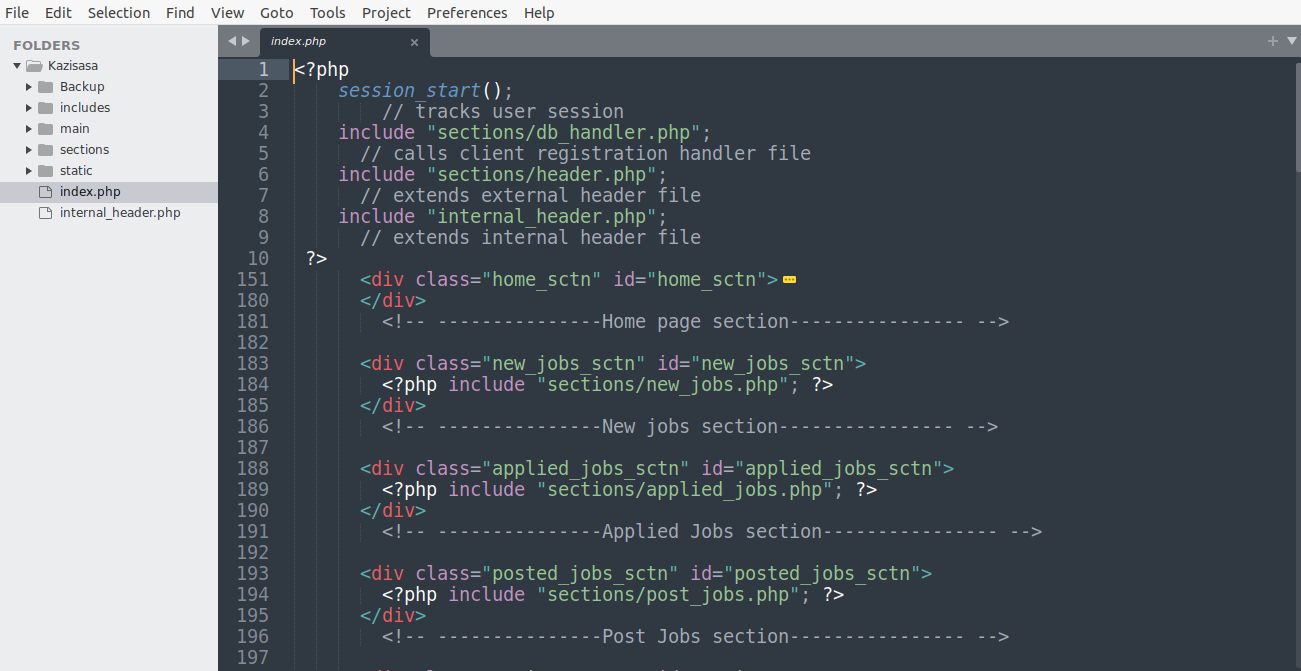 File Edit Selection Find View Goto Tools Project Preferences Help
FOLDERS
Kazisasa
Backup
includes
main
sections
static
index.php
internal_header.php
index.php
1 <?php
2 session_start();
3 // tracks user session
4 include "sections/db_handler.php";
5 // calls client registration handler file
6 include "sections/header.php";
7 // extends external header file
8 include "internal_header.php";
9 // extends internal header file
10 ?>
151 <div class="home_sctn" id="home_sctn">
180 </div>
181 <!-- ---------------Home page section---------------- -->
182
183 <div class="new_jobs_sctn" id="new_jobs_sctn">
184 <?php include "sections/new_jobs.php"; ?>
185 </div>
186 <!-- ---------------New jobs section---------------- -->
187
188 <div class="applied_jobs_sctn" id="applied_jobs_sctn">
189 <?php include "sections/applied_jobs.php"; ?>
190 </div>
191 <!-- ---------------Applied Jobs section---------------- -->
192
193 <div class="posted_jobs_sctn" id="posted_jobs_sctn">
194 <?php include "sections/post_jobs.php"; ?>
195 </div>
196 <!-- ---------------Post Jobs section---------------- -->
197